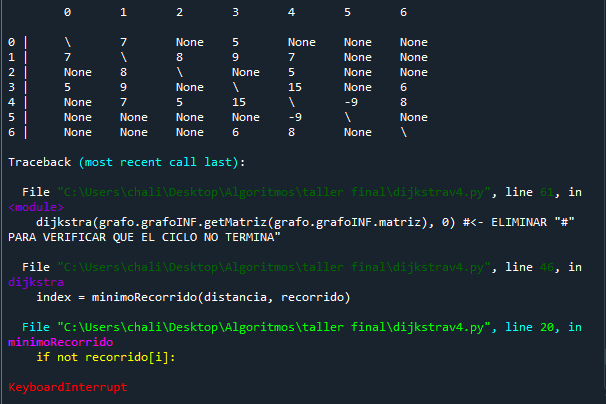 0 1 2 3 4 5 6
0 | \ 7 None 5 None None None
1 | 7 \ 8 9 7 None None
2 | None 8 \ None 5 None None
3 | 5 9 None \ 15 None 6
4 | None 7 5 15 \ -9 8
5 | None None None None -9 \ None
6 | None None None 6 8 None \
Traceback (most recent call last):
File "C:\Users\chali\Desktop\Algoritmos\taller final\dijkstrav4.py", line 61, in
<module>
dijkstra(grafo.grafoINF.getMatriz(grafo.grafoINF.matriz), 0) #<- ELIMINAR "#"
PARA VERIFICAR QUE EL CICLO NO TERMINA"
File "C:\Users\chali\Desktop\Algoritmos\taller final\dijkstrav4.py", line 46, in
dijkstra
index = minimoRecorrido(distancia, recorrido)
File "C:\Users\chali\Desktop\Algoritmos\taller final\dijkstrav4.py", line 20, in
minimoRecorrido
if not recorrido[i]:
KeyboardInterrupt